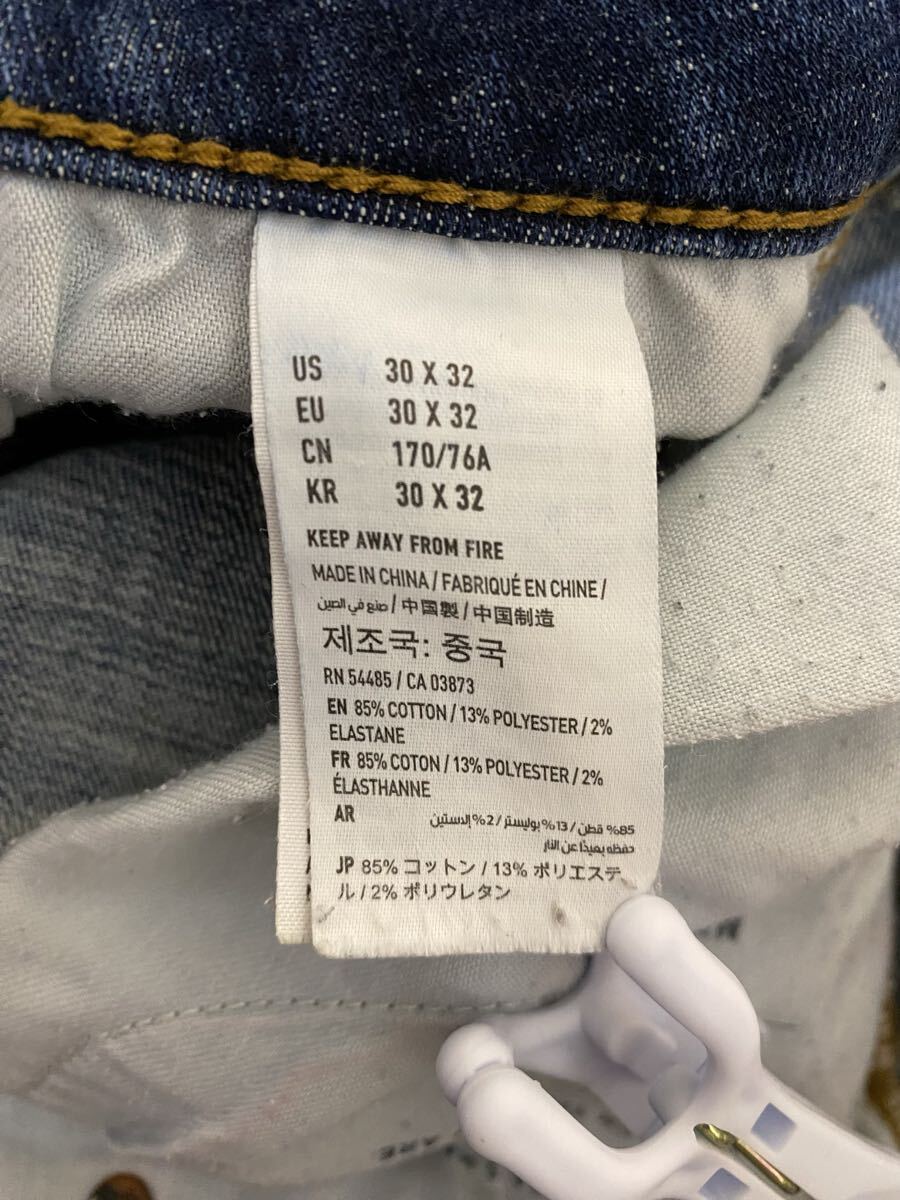 US 30 X 32
EU 30 X 32
CN 170/76A
KR 30 X 32
KEEP AWAY FROM FIRE
MADE IN CHINA / FABRIQUÉ EN CHINE /
صنع في الصين / 中国製 / 中国制造
제조국: 중국
RN 54485 / CA 03873
EN 85% COTTON / 13% POLYESTER / 2%
ELASTANE
FR 85% COTON / 13% POLYESTER / 2%
ÉLASTHANNE
AR 85% قطن / 13% بوليستر / 2% إلاستين
حفظه بعيدًا عن النار
JP 85% コットン / 13% ポリエステ
ル / 2% ポリウレタン
ARE